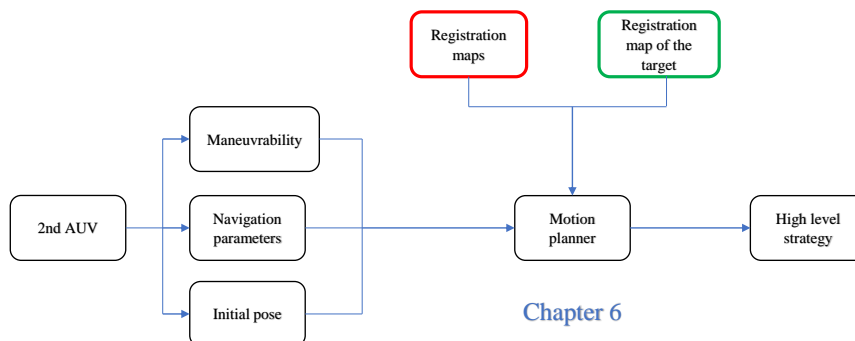 Registration
maps
Registration
map of the
target
Maneuvrability
2nd AUV
Navigation
parameters
Motion
planner
High level
strategy
Initial pose
Chapter 6